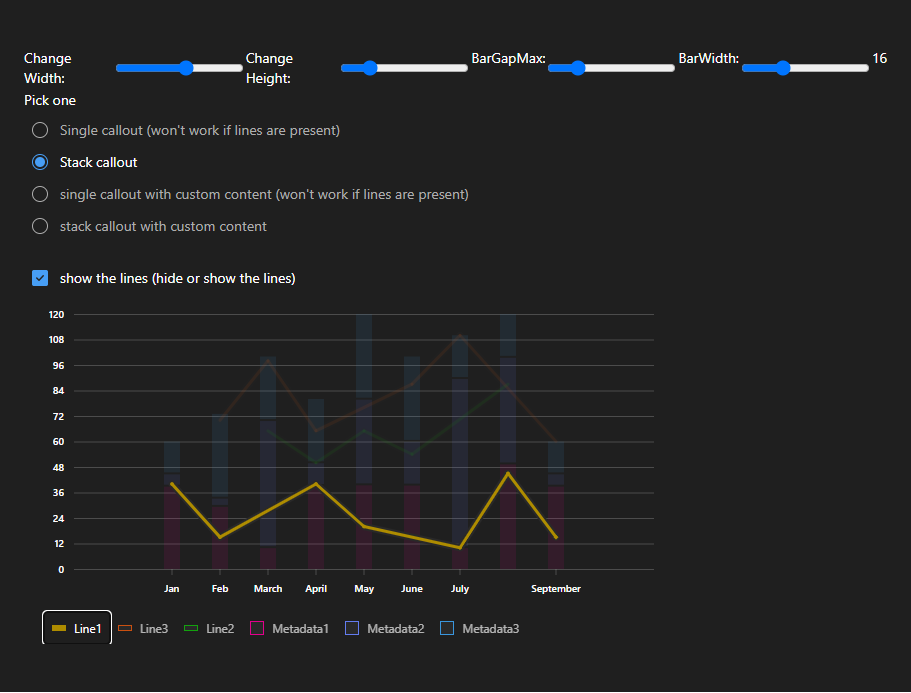 Change Width:
Change Height:
BarGapMax:
BarWidth:
16
Pick one
Single callout (won't work if lines are present)
Stack callout
single callout with custom content (won't work if lines are present)
stack callout with custom content
show the lines (hide or show the lines)
120
108
96
84
72
60
48
36
24
12
0
Jan Feb March April May June July September
Line1 Line3 Line2 Metadata1 Metadata2 Metadata3